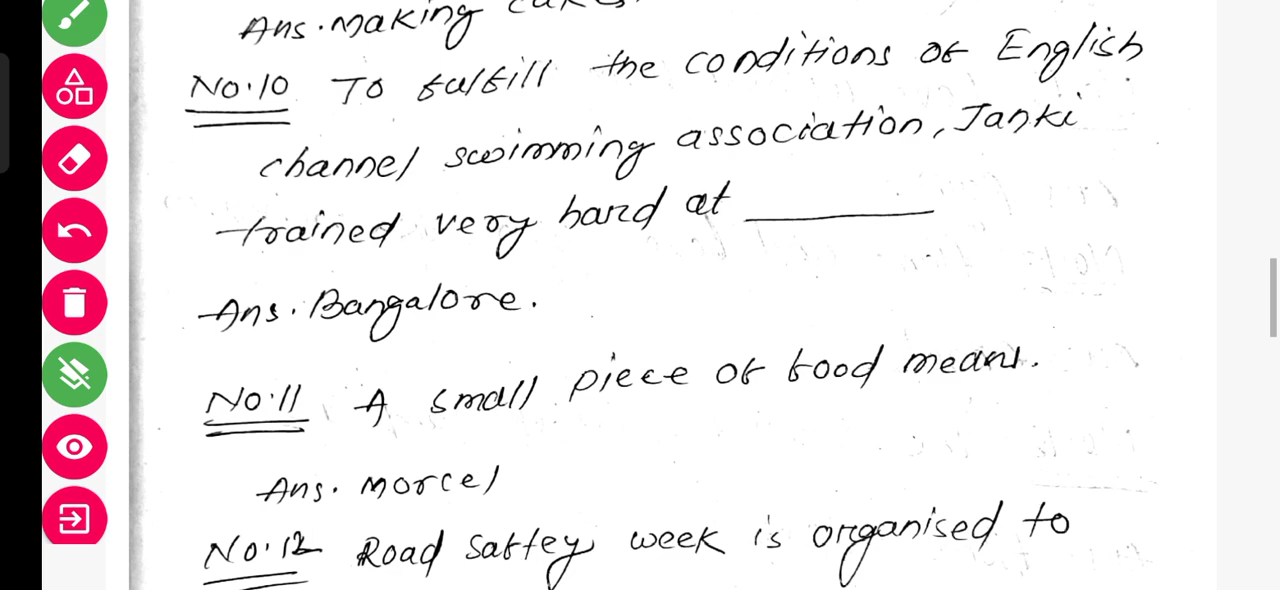 Ans. making
No.10 To fulfill the conditions of English
channel swimming association, Janki
trained very hard at ______
Ans. Bangalore.
No.11 A small piece of food means.
Ans. morcel
No.12 Road saftey week is organised to